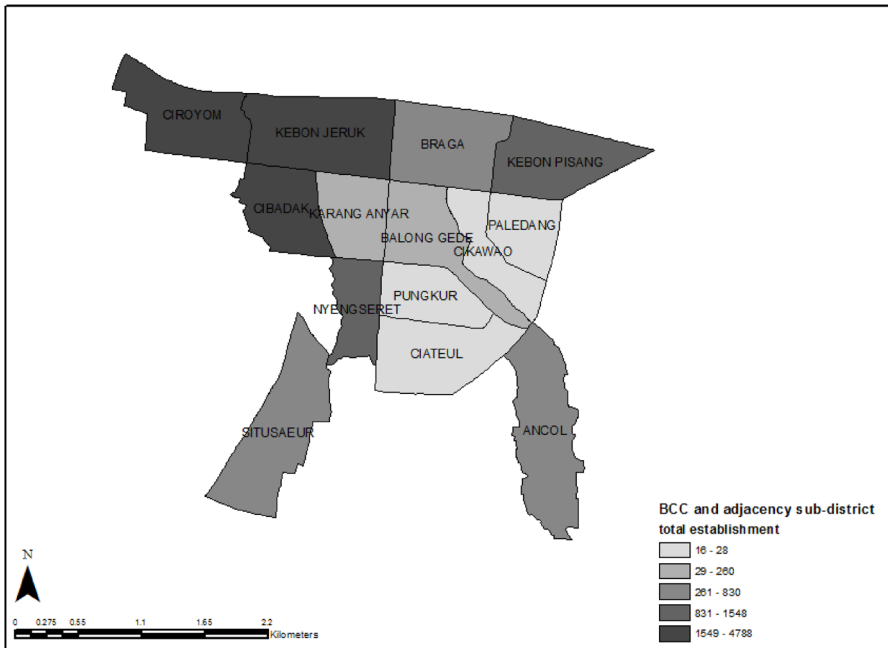 CIROYOM
KEBON JERUK
BRAGA
KEBON PISANG
CIBADAK
KARANG ANYAR
BALONG GEDE
PALEDANG
CIKAWAO
NYENGSERET
PUNGKUR
CIATEUL
SITUSAEUR
ANCOL
BCC and adjacency sub-district
total establishment
16 - 28
29 - 260
261 - 830
831 - 1548
1549 - 4788
N
0 0.275 0.55 1.1 1.65 2.2
Kilometers